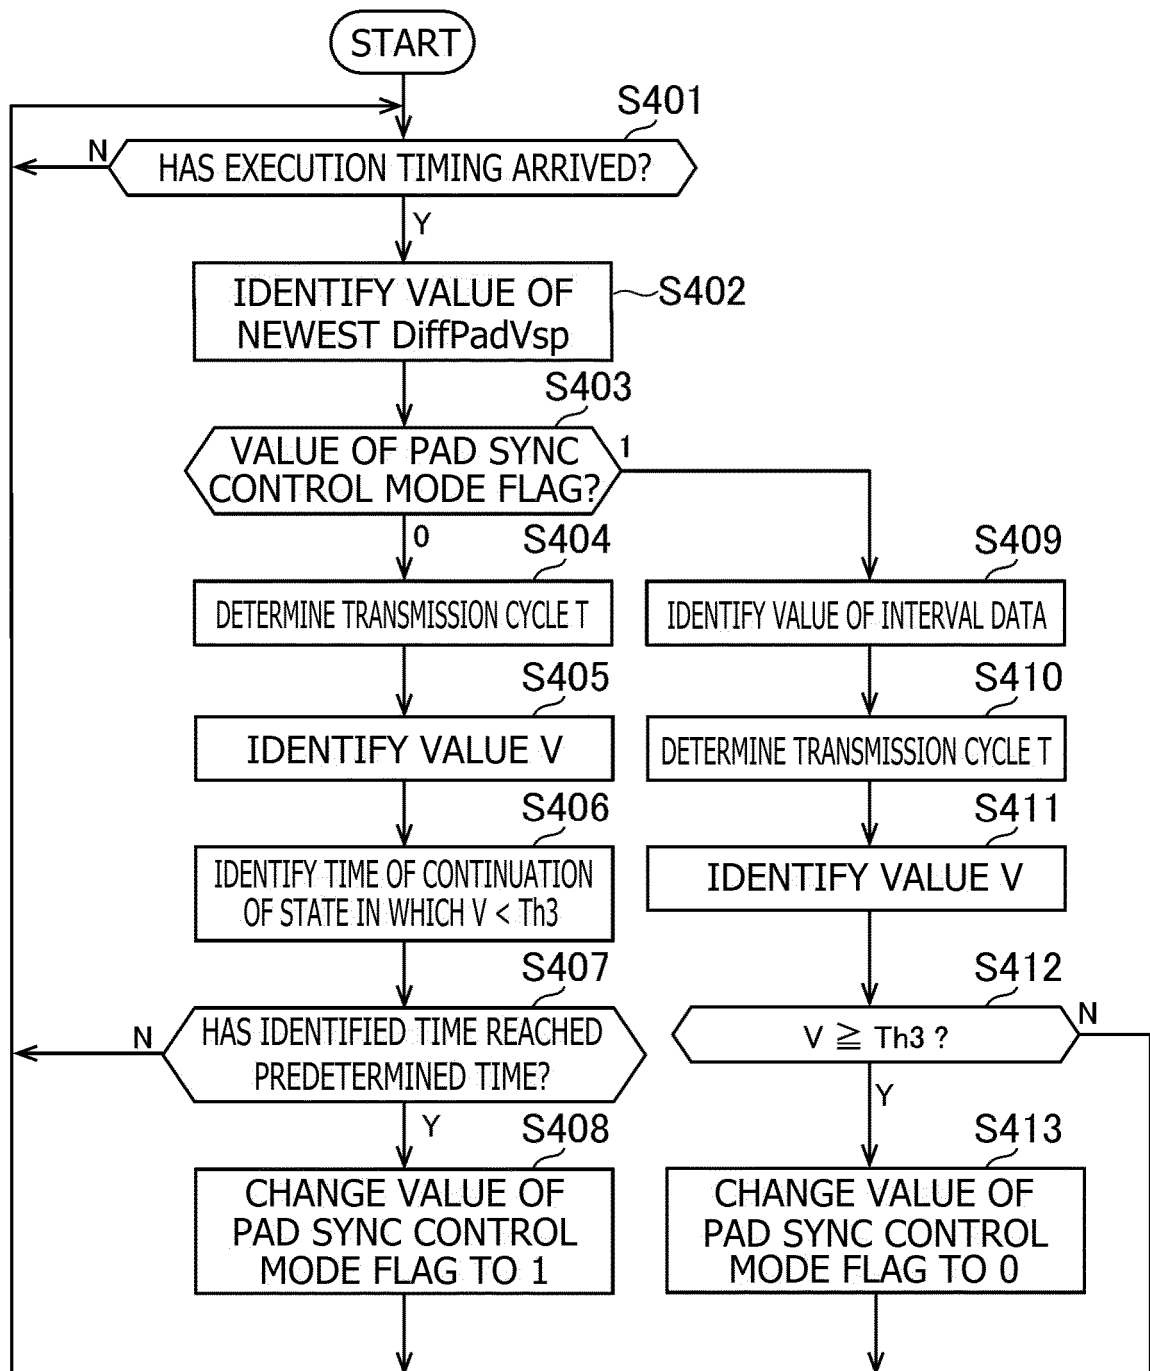 START
S401
N
HAS EXECUTION TIMING ARRIVED?
Y
IDENTIFY VALUE OF
NEWEST DiffPadVsp
S402
S403
VALUE OF PAD SYNC
CONTROL MODE FLAG?
1
0
S404
DETERMINE TRANSMISSION CYCLE T
S405
IDENTIFY VALUE V
S406
IDENTIFY TIME OF CONTINUATION
OF STATE IN WHICH V < Th3
S407
N
HAS IDENTIFIED TIME REACHED
PREDETERMINED TIME?
Y
S408
CHANGE VALUE OF
PAD SYNC CONTROL
MODE FLAG TO 1
S409
IDENTIFY VALUE OF INTERVAL DATA
S410
DETERMINE TRANSMISSION CYCLE T
S411
IDENTIFY VALUE V
S412
V ≧ Th3 ?
N
Y
S413
CHANGE VALUE OF
PAD SYNC CONTROL
MODE FLAG TO 0